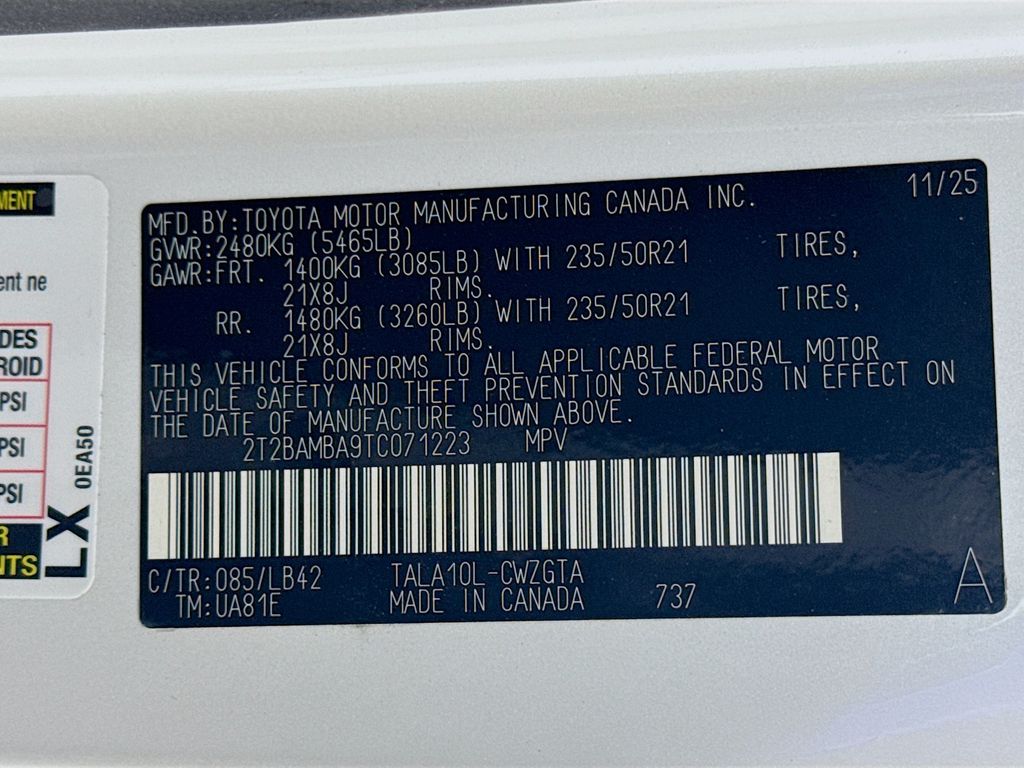 MENT
ent ne
DES
ROID
PSI
PSI
PSI
R
NTS
LX 0EA50
11/25
MFD.BY:TOYOTA MOTOR MANUFACTURING CANADA INC.
GVWR:2480KG (5465LB)
GAWR:FRT. 1400KG (3085LB) WITH 235/50R21 TIRES,
21X8J RIMS.
RR. 1480KG (3260LB) WITH 235/50R21 TIRES,
21X8J RIMS.
THIS VEHICLE CONFORMS TO ALL APPLICABLE FEDERAL MOTOR
VEHICLE SAFETY AND THEFT PREVENTION STANDARDS IN EFFECT ON
THE DATE OF MANUFACTURE SHOWN ABOVE.
2T2BAMBA9TC071223 MPV
C/TR:085/LB42 TALA10L-CWZGTA
TM:UA81E MADE IN CANADA 737 A